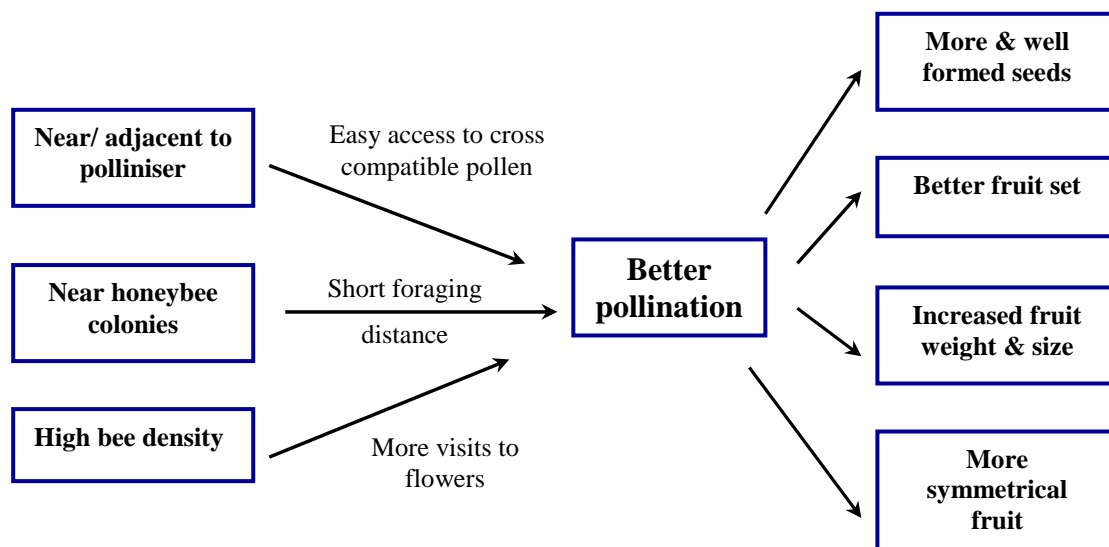 Near/ adjacent to
polliniser
Near honeybee
colonies
High bee density
Easy access to cross
compatible pollen
Short foraging
distance
More visits to
flowers
Better
pollination
More & well
formed seeds
Better fruit set
Increased fruit
weight & size
More
symmetrical
fruit